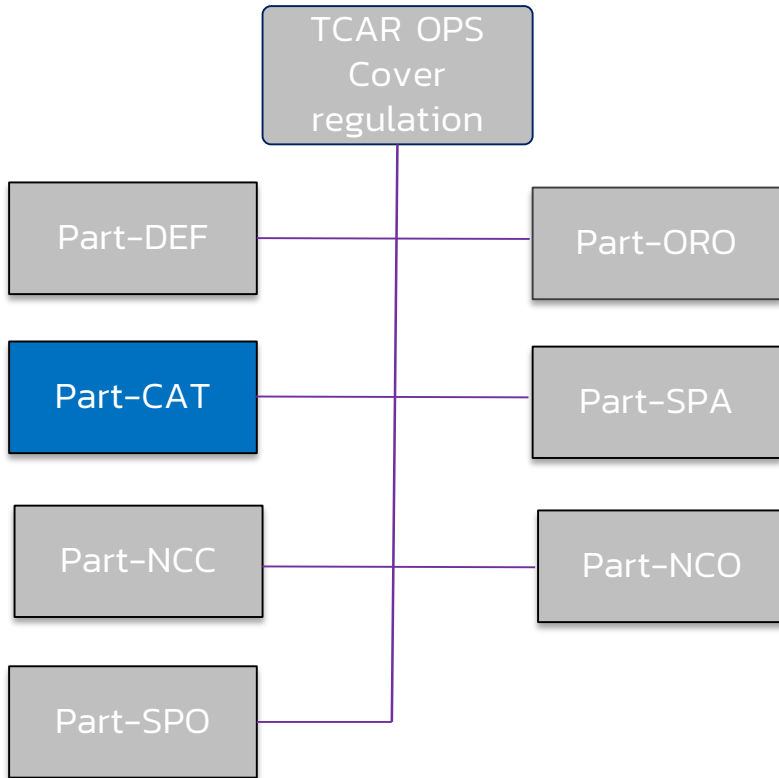 TCAR OPS
Cover
regulation
Part-DEF
Part-ORO
Part-CAT
Part-SPA
Part-NCC
Part-NCO
Part-SPO